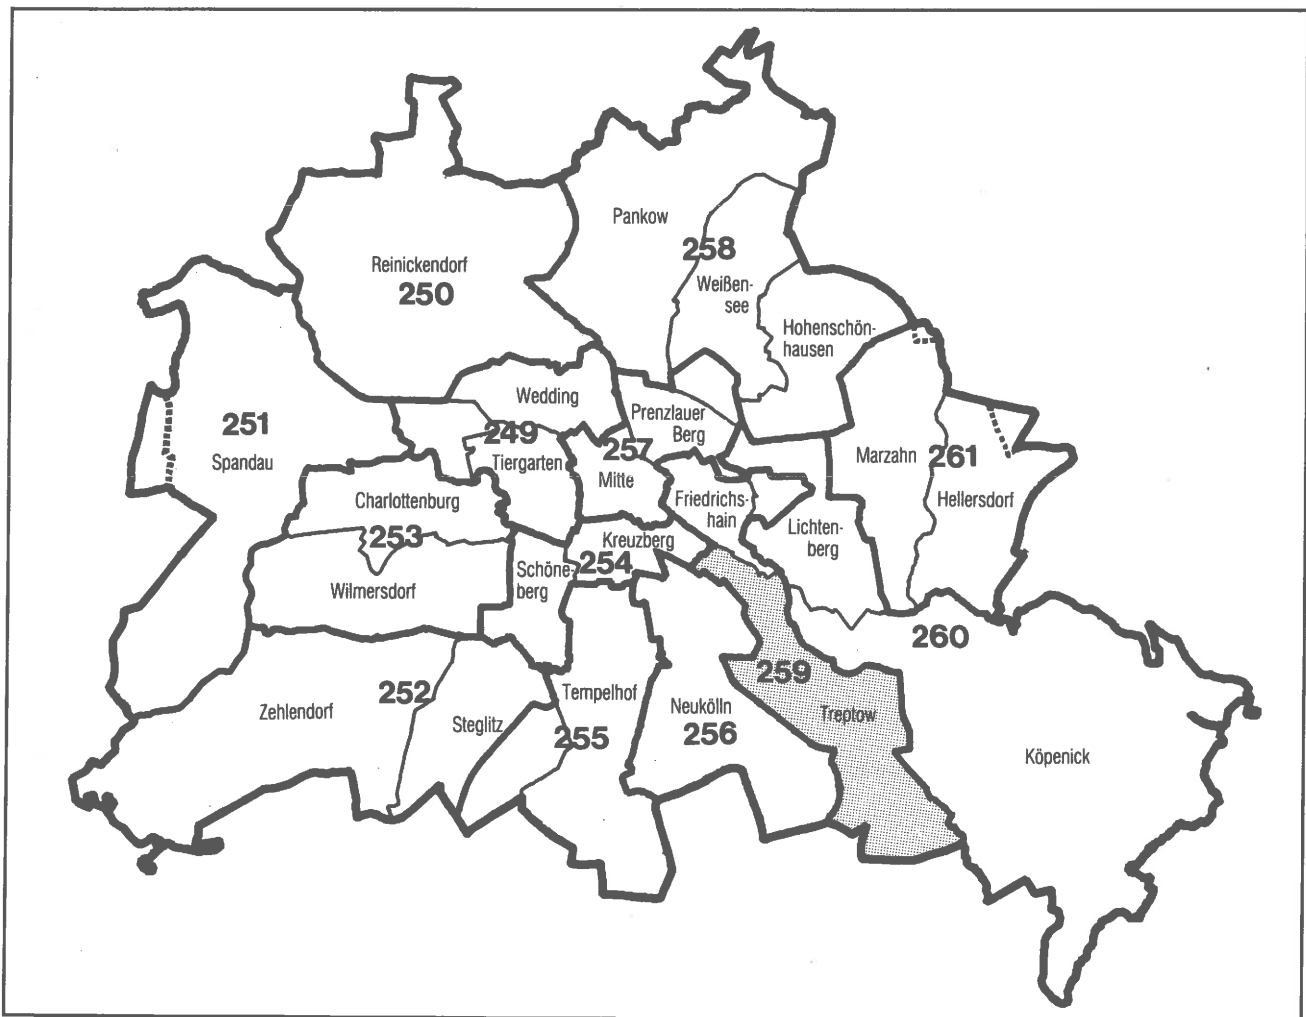 Pankow
258
Reinickendorf
250
Weißen-
see
Hohenschön-
hausen
Wedding
Prenzlauer
Berg
251
Spandau
249
Tiergarten
257
Mitte
Marzahn
261
Hellersdorf
Charlottenburg
253
Friedrichs-
hain
Lichten-
berg
Kreuzberg
254
Schöne-
berg
Wilmersdorf
260
259
Treptow
252
Zehlendorf
Steglitz
Tempelhof
255
Neukölln
256
Köpenick